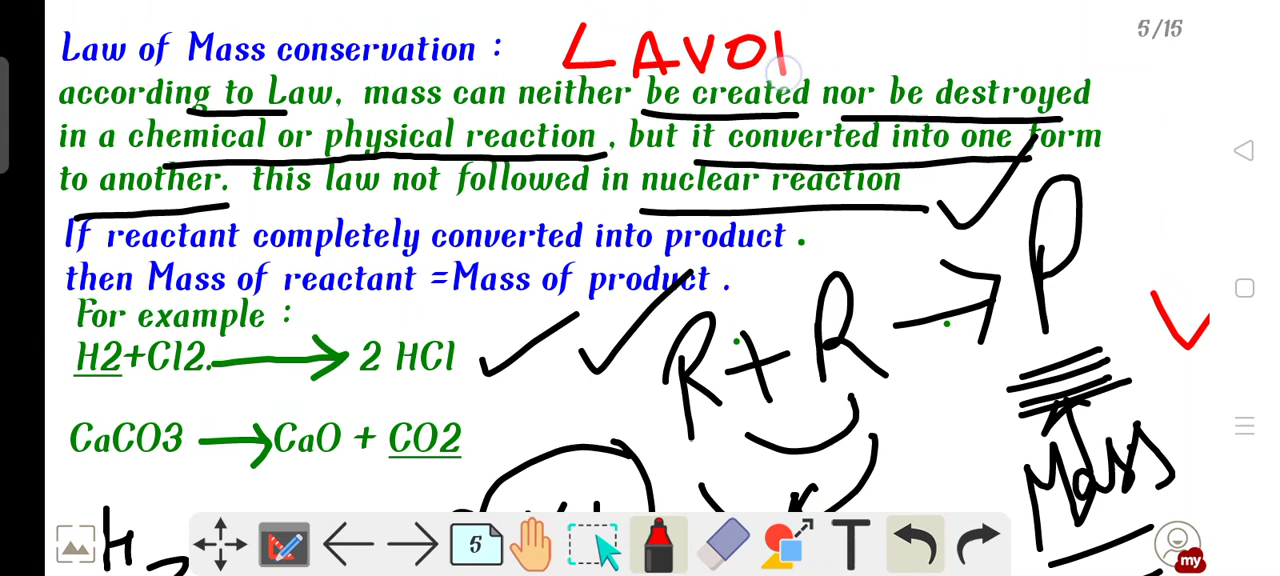 5/15
Law of Mass conservation : LAVOI
according to Law, mass can neither be created nor be destroyed
in a chemical or physical reaction , but it converted into one form
to another. this law not followed in nuclear reaction
If reactant completely converted into product .
then Mass of reactant =Mass of product .
For example :
H2+Cl2. → 2 HCl
R+R → P
CaCO3 → CaO + CO2
Mass
5
T
my